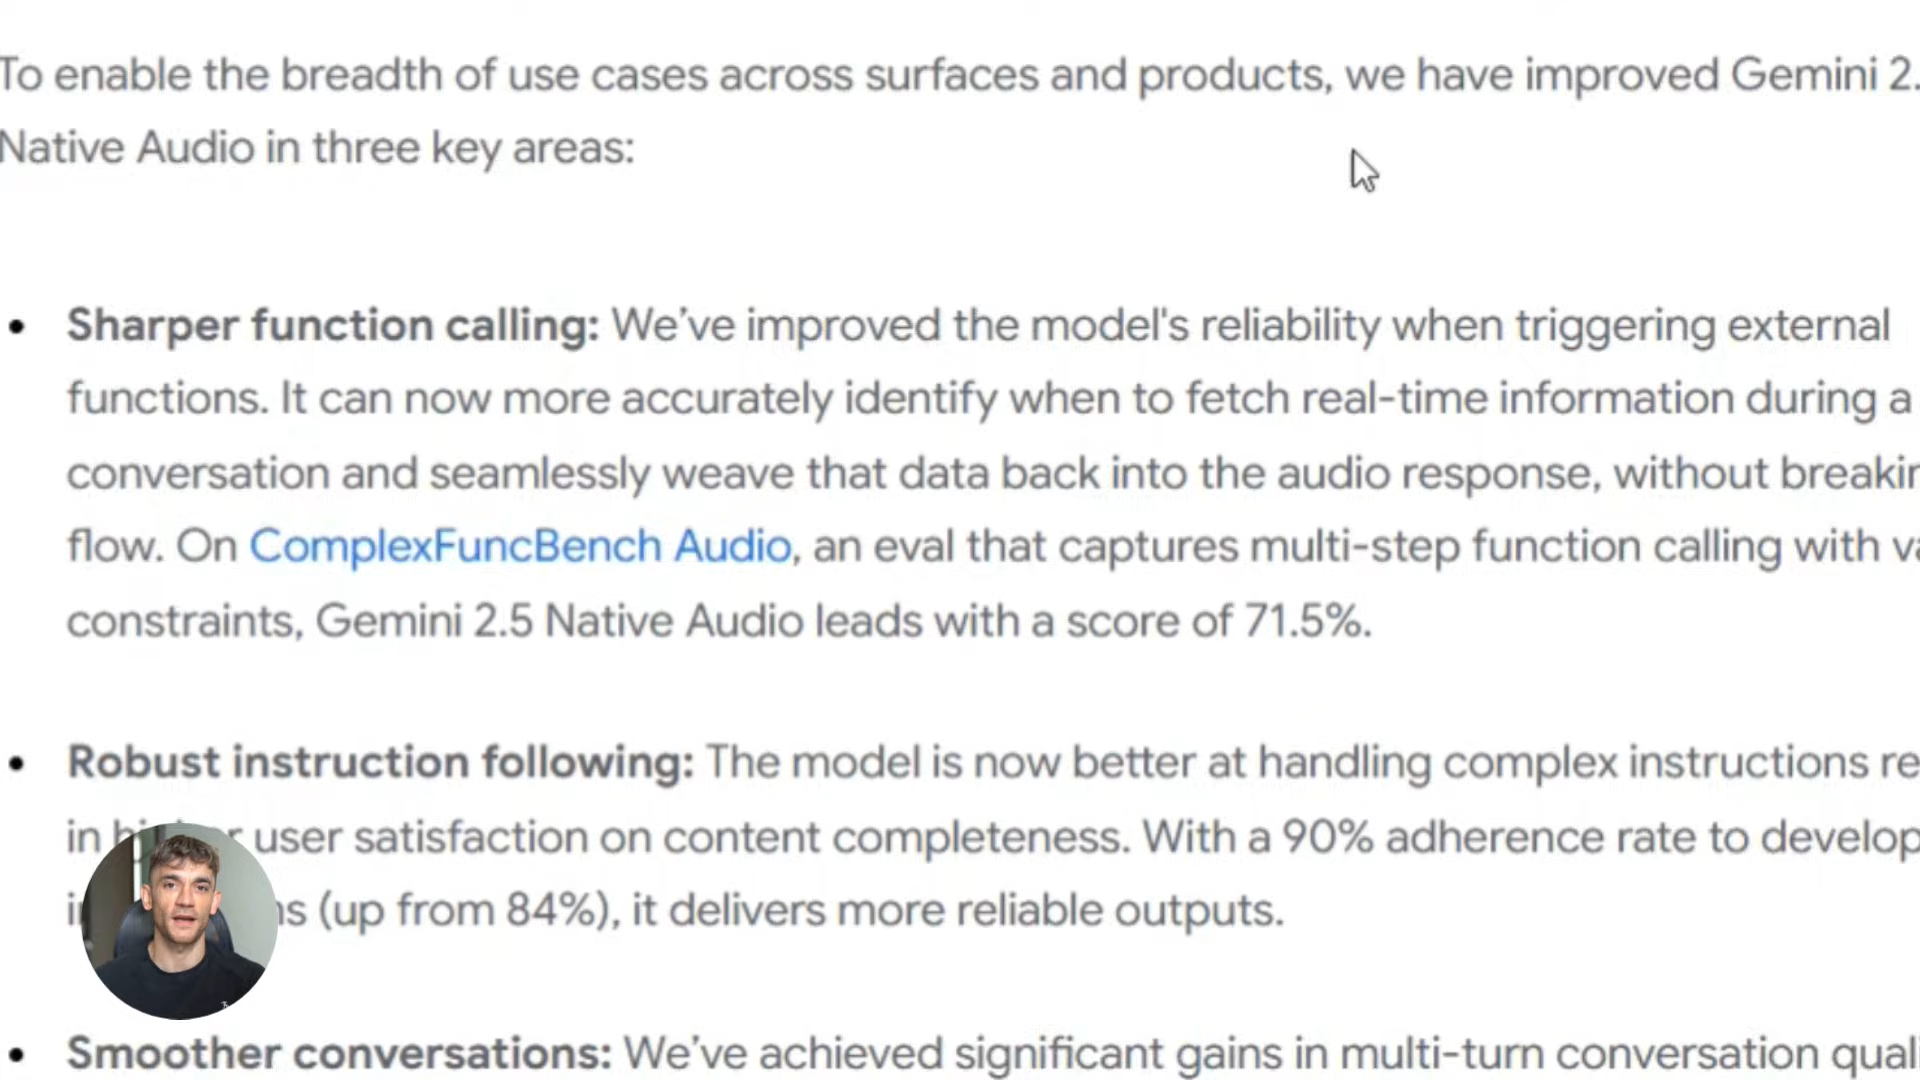 To enable the breadth of use cases across surfaces and products, we have improved Gemini 2.
Native Audio in three key areas:
• Sharper function calling: We've improved the model's reliability when triggering external
functions. It can now more accurately identify when to fetch real-time information during a
conversation and seamlessly weave that data back into the audio response, without breakin
flow. On ComplexFuncBench Audio, an eval that captures multi-step function calling with va
constraints, Gemini 2.5 Native Audio leads with a score of 71.5%.
• Robust instruction following: The model is now better at handling complex instructions re
in user satisfaction on content completeness. With a 90% adherence rate to develop
(up from 84%), it delivers more reliable outputs.
• Smoother conversations: We've achieved significant gains in multi-turn conversation quali